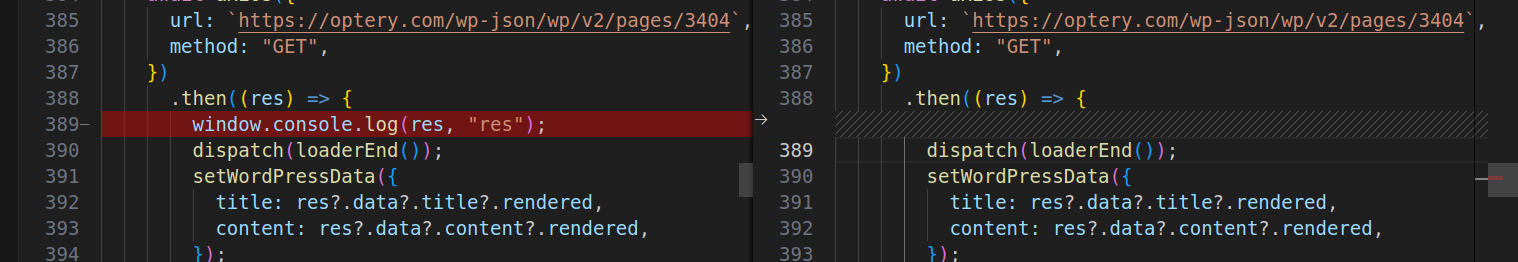 385 url: `https://optery.com/wp-json/wp/v2/pages/3404`,
386 method: "GET",
387 })
388 .then((res) => {
389− window.console.log(res, "res");
390 dispatch(loaderEnd());
391 setWordPressData({
392 title: res?.data?.title?.rendered,
393 content: res?.data?.content?.rendered,
394 });
→
385 url: `https://optery.com/wp-json/wp/v2/pages/3404`,
386 method: "GET",
387 })
388 .then((res) => {
389 dispatch(loaderEnd());
390 setWordPressData({
391 title: res?.data?.title?.rendered,
392 content: res?.data?.content?.rendered,
393 });